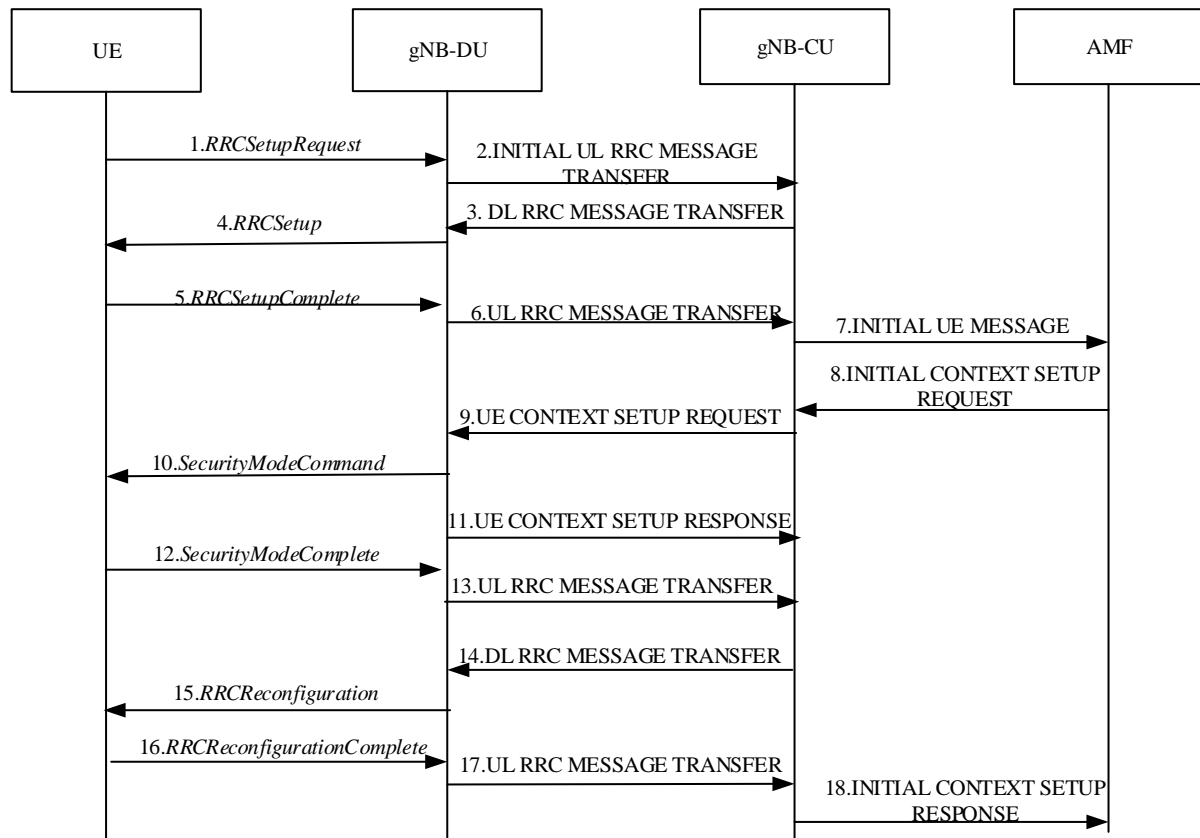 UE
gNB-DU
gNB-CU
AMF
1.RRCSetupRequest
2.INITIAL UL RRC MESSAGE
TRANSFER
3. DL RRC MESSAGE TRANSFER
4.RRCSetup
5.RRCSetupComplete
6.UL RRC MESSAGE TRANSFER
7.INITIAL UE MESSAGE
8.INITIAL CONTEXT SETUP
REQUEST
9.UE CONTEXT SETUP REQUEST
10.SecurityModeCommand
11.UE CONTEXT SETUP RESPONSE
12.SecurityModeComplete
13.UL RRC MESSAGE TRANSFER
14.DL RRC MESSAGE TRANSFER
15.RRCReconfiguration
16.RRCReconfigurationComplete
17.UL RRC MESSAGE TRANSFER
18.INITIAL CONTEXT SETUP
RESPONSE